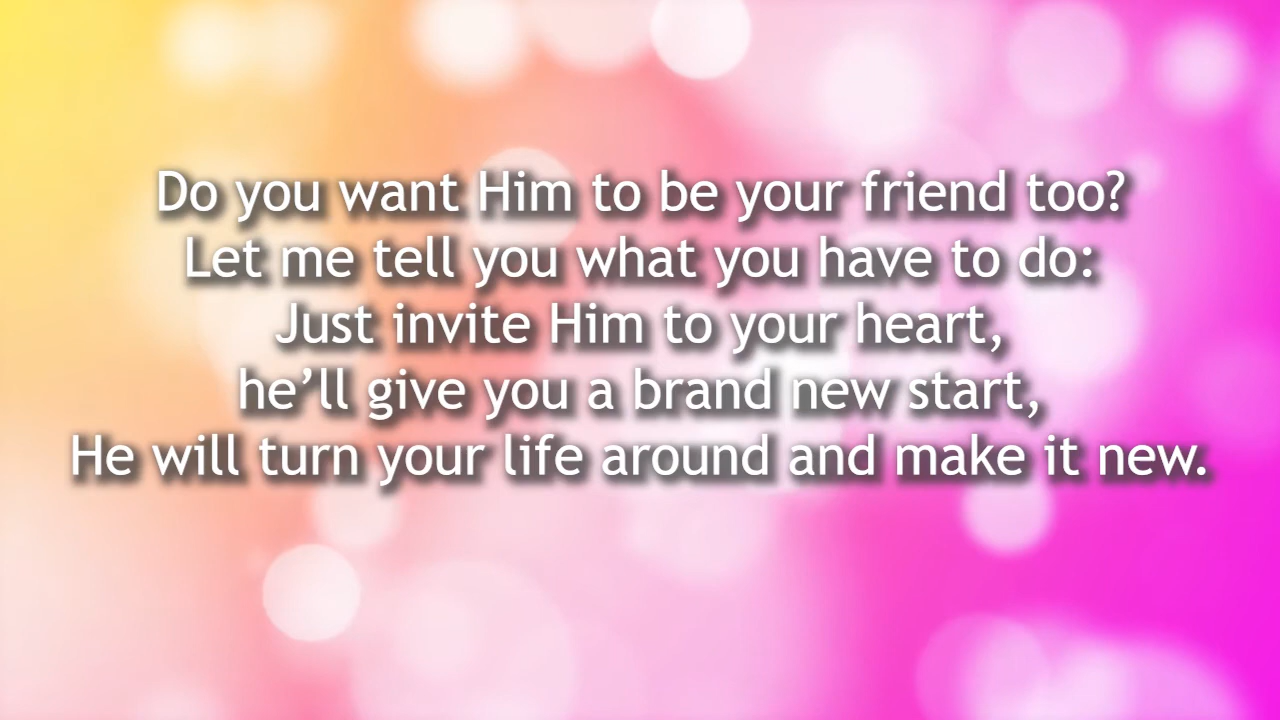 Do you want Him to be your friend too?
Let me tell you what you have to do:
Just invite Him to your heart,
he’ll give you a brand new start,
He will turn your life around and make it new.